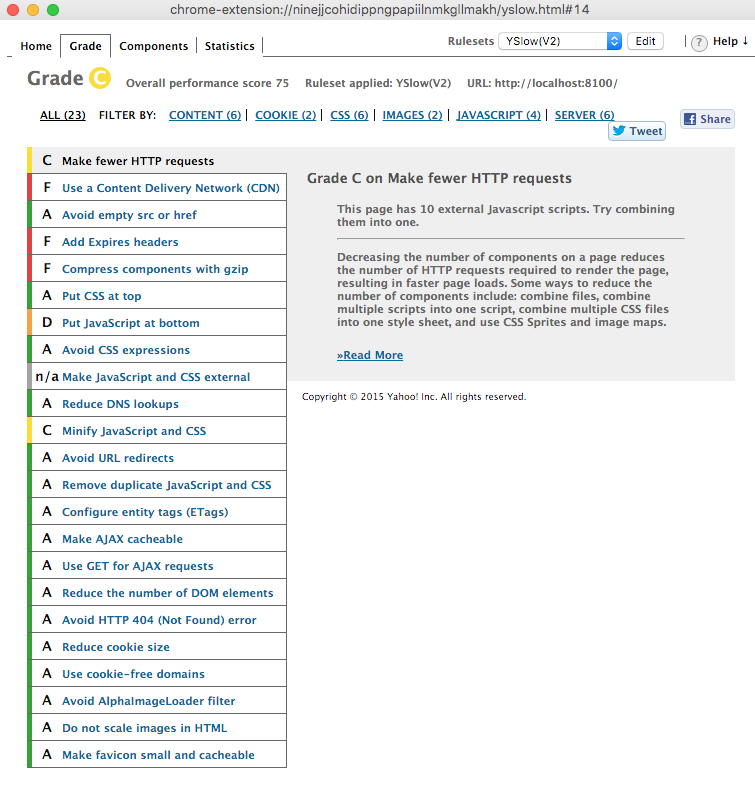 chrome-extension://ninejjcohidippngpapiilnmkgllmakh/yslow.html#14
Home Grade Components Statistics Rulesets YSlow(V2) Edit ? Help ↓
Grade C Overall performance score 75 Ruleset applied: YSlow(V2) URL: http://localhost:8100/
ALL (23) FILTER BY: CONTENT (6) COOKIE (2) CSS (6) IMAGES (2) JAVASCRIPT (4) SERVER (6)
Tweet
Share
C Make fewer HTTP requests
F Use a Content Delivery Network (CDN)
A Avoid empty src or href
F Add Expires headers
F Compress components with gzip
A Put CSS at top
D Put JavaScript at bottom
A Avoid CSS expressions
n/a Make JavaScript and CSS external
A Reduce DNS lookups
C Minify JavaScript and CSS
A Avoid URL redirects
A Remove duplicate JavaScript and CSS
A Configure entity tags (ETags)
A Make AJAX cacheable
A Use GET for AJAX requests
A Reduce the number of DOM elements
A Avoid HTTP 404 (Not Found) error
A Reduce cookie size
A Use cookie-free domains
A Avoid AlphaImageLoader filter
A Do not scale images in HTML
A Make favicon small and cacheable
Grade C on Make fewer HTTP requests
This page has 10 external Javascript scripts. Try combining
them into one.
Decreasing the number of components on a page reduces
the number of HTTP requests required to render the page,
resulting in faster page loads. Some ways to reduce the
number of components include: combine files, combine
multiple scripts into one script, combine multiple CSS files
into one style sheet, and use CSS Sprites and image maps.
»Read More
Copyright © 2015 Yahoo! Inc. All rights reserved.